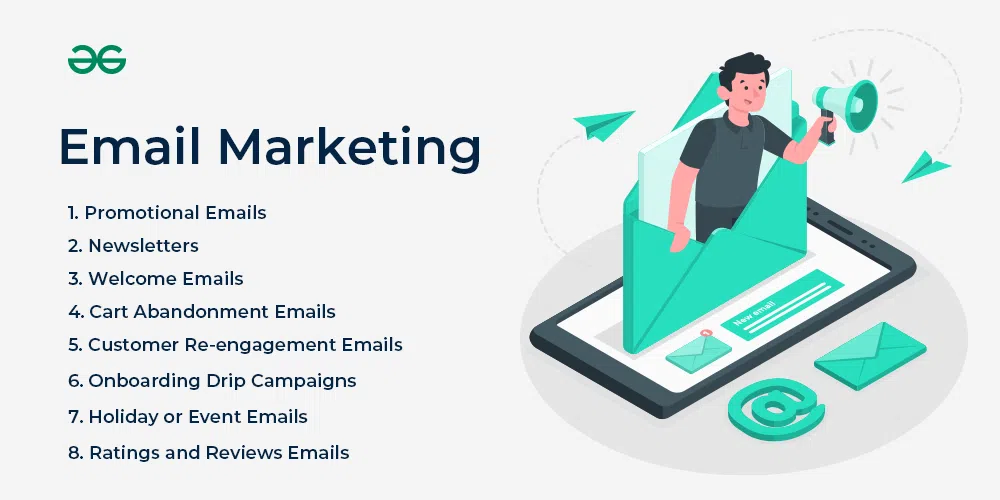 Email Marketing
1. Promotional Emails
2. Newsletters
3. Welcome Emails
4. Cart Abandonment Emails
5. Customer Re-engagement Emails
6. Onboarding Drip Campaigns
7. Holiday or Event Emails
8. Ratings and Reviews Emails
New email
@